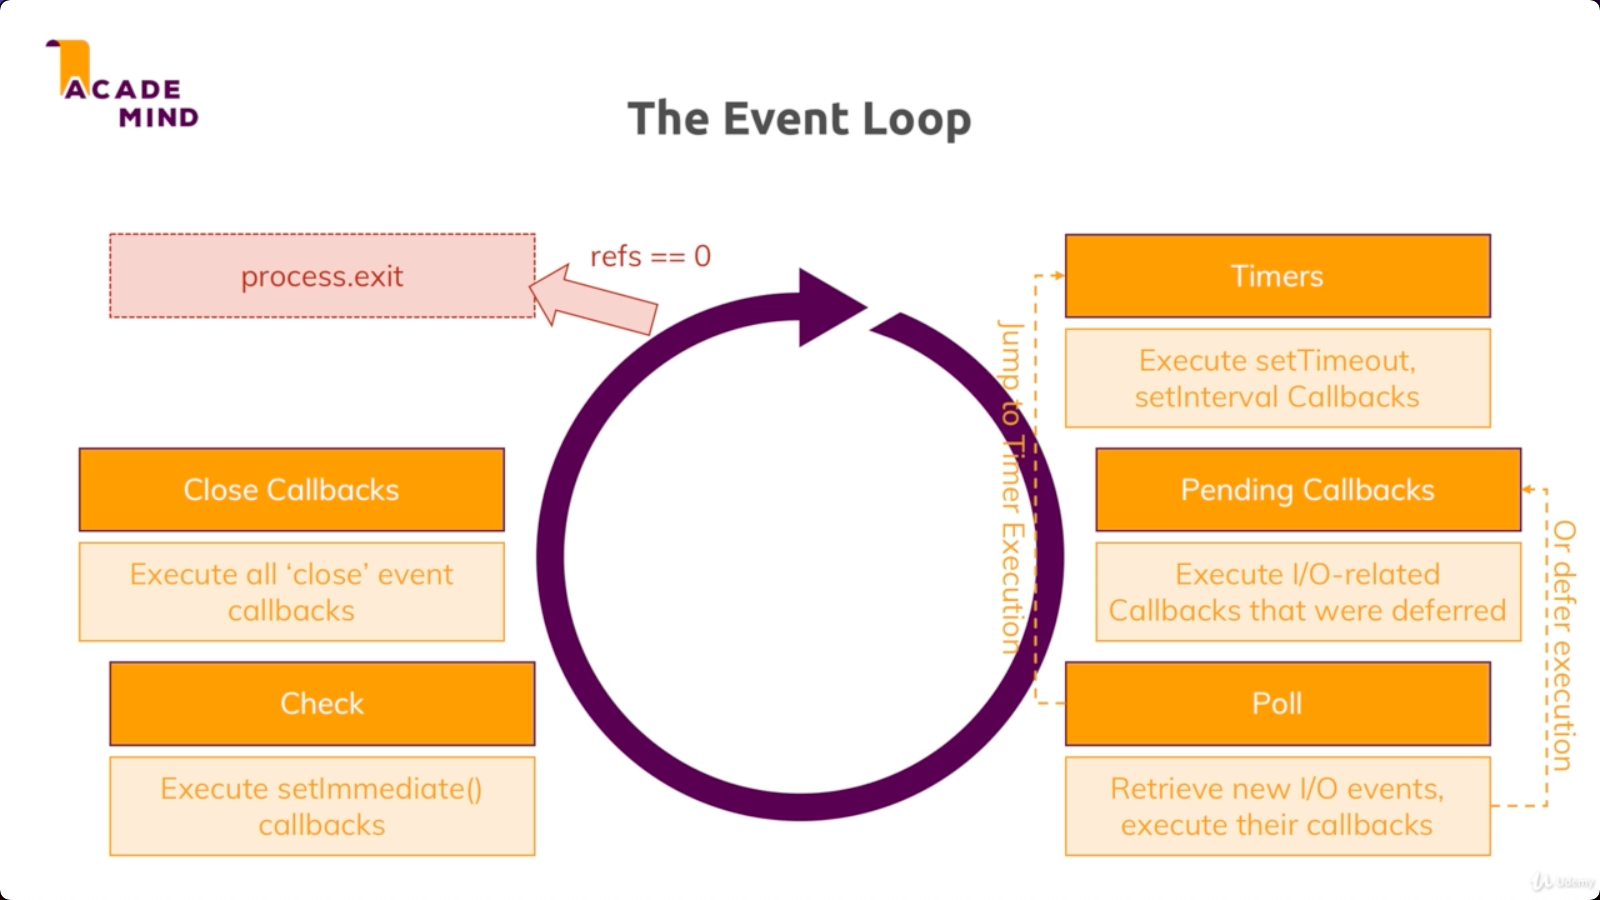 ACADE
MIND
The Event Loop
process.exit
refs == 0
Timers
Execute setTimeout,
setInterval Callbacks
Jump to Timer Execution
Close Callbacks
Execute all ‘close’ event
callbacks
Pending Callbacks
Execute I/O-related
Callbacks that were deferred
Or defer execution
Check
Execute setImmediate()
callbacks
Poll
Retrieve new I/O events,
execute their callbacks
Udemy